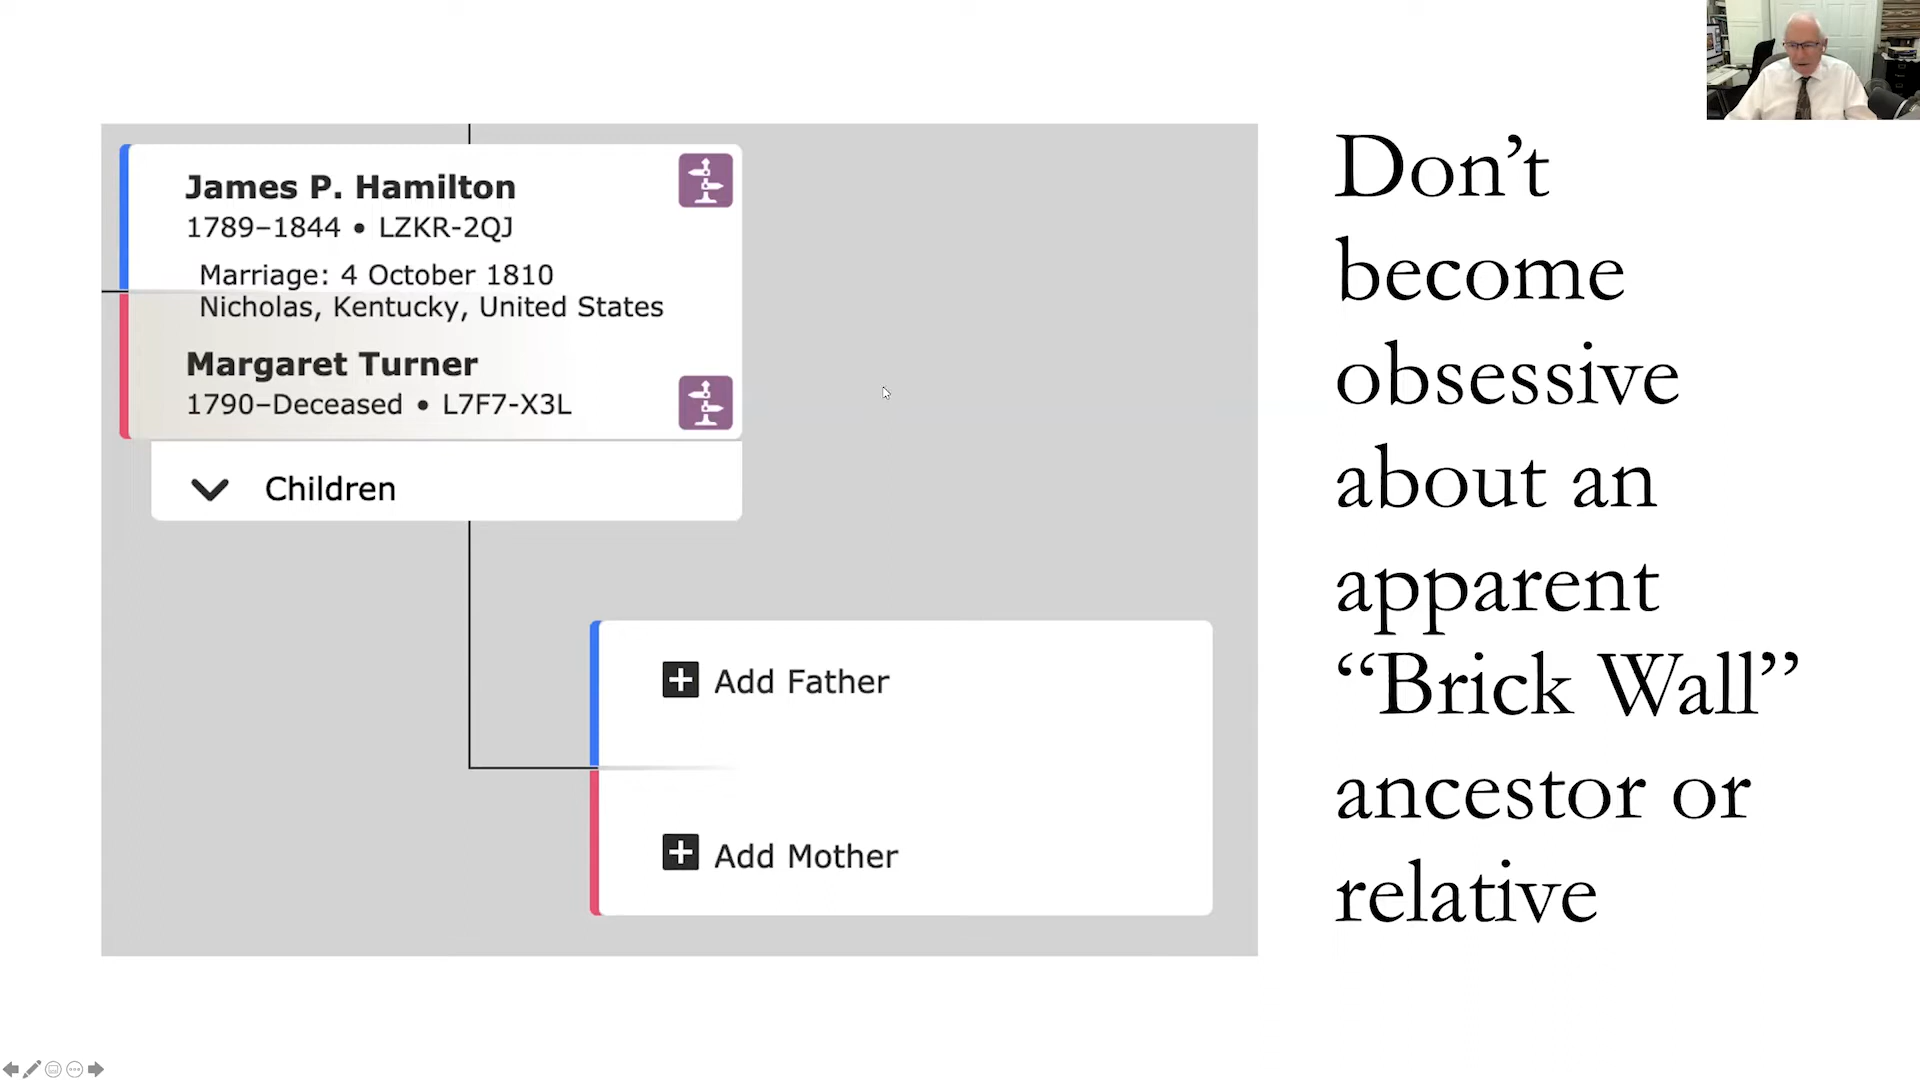 James P. Hamilton
1789–1844 • LZKR-2QJ
Marriage: 4 October 1810
Nicholas, Kentucky, United States
Margaret Turner
1790–Deceased • L7F7-X3L
Children
Add Father
Add Mother
Don’t
become
obsessive
about an
apparent
“Brick Wall”
ancestor or
relative